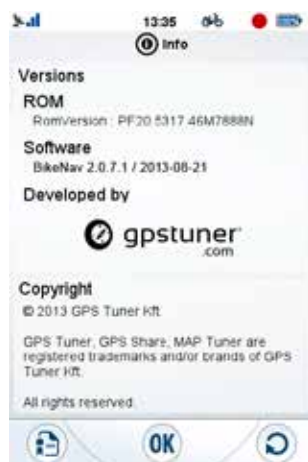 13:35
Info
Versions
ROM
RomVersion : PF20.5317.46M7888N
Software
BikeNav 2.0.7.1 / 2013-08-21
Developed by
gpstuner
.com
Copyright
© 2013 GPS Tuner Kft.
GPS Tuner, GPS Share, MAP Tuner are
registered trademarks and/or brands of GPS
Tuner Kft.
All rights reserved.
OK